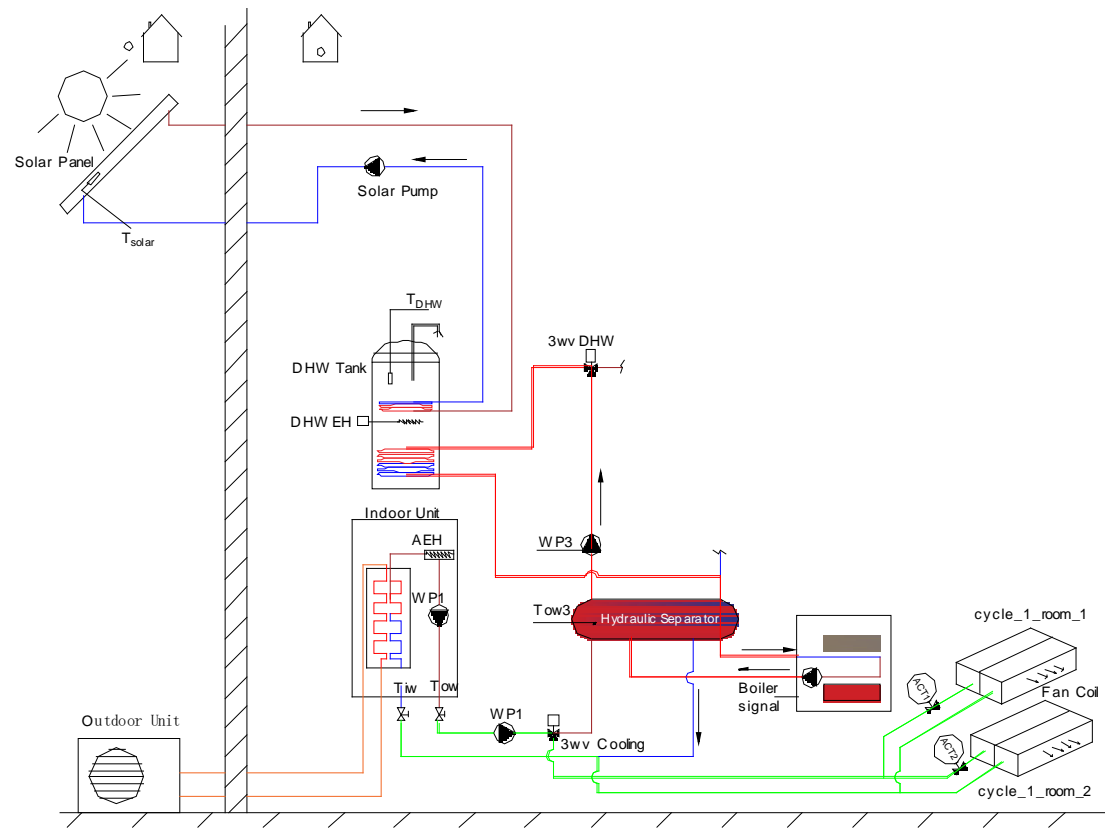 Solar Panel
Tsolar
Solar Pump
TDHW
3wv DHW
DHW Tank
DHW EH
Indoor Unit
AEH
WP1
WP3
Tow3
Hydraulic Separator
cycle_1_room_1
ACT1
Fan Coil
Boiler
signal
Tiw
Tow
WP1
3wv Cooling
ACT2
Outdoor Unit
cycle_1_room_2